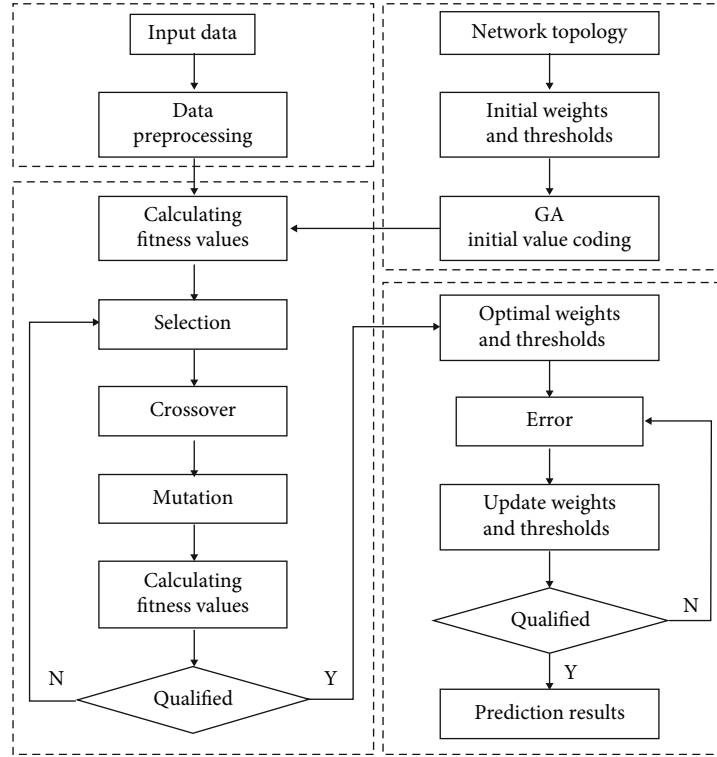 Input data
Data
preprocessing
Network topology
Initial weights
and thresholds
GA
initial value coding
Calculating
fitness values
Selection
Crossover
Mutation
Calculating
fitness values
Qualified
N
Y
Optimal weights
and thresholds
Error
Update weights
and thresholds
Qualified
N
Y
Prediction results